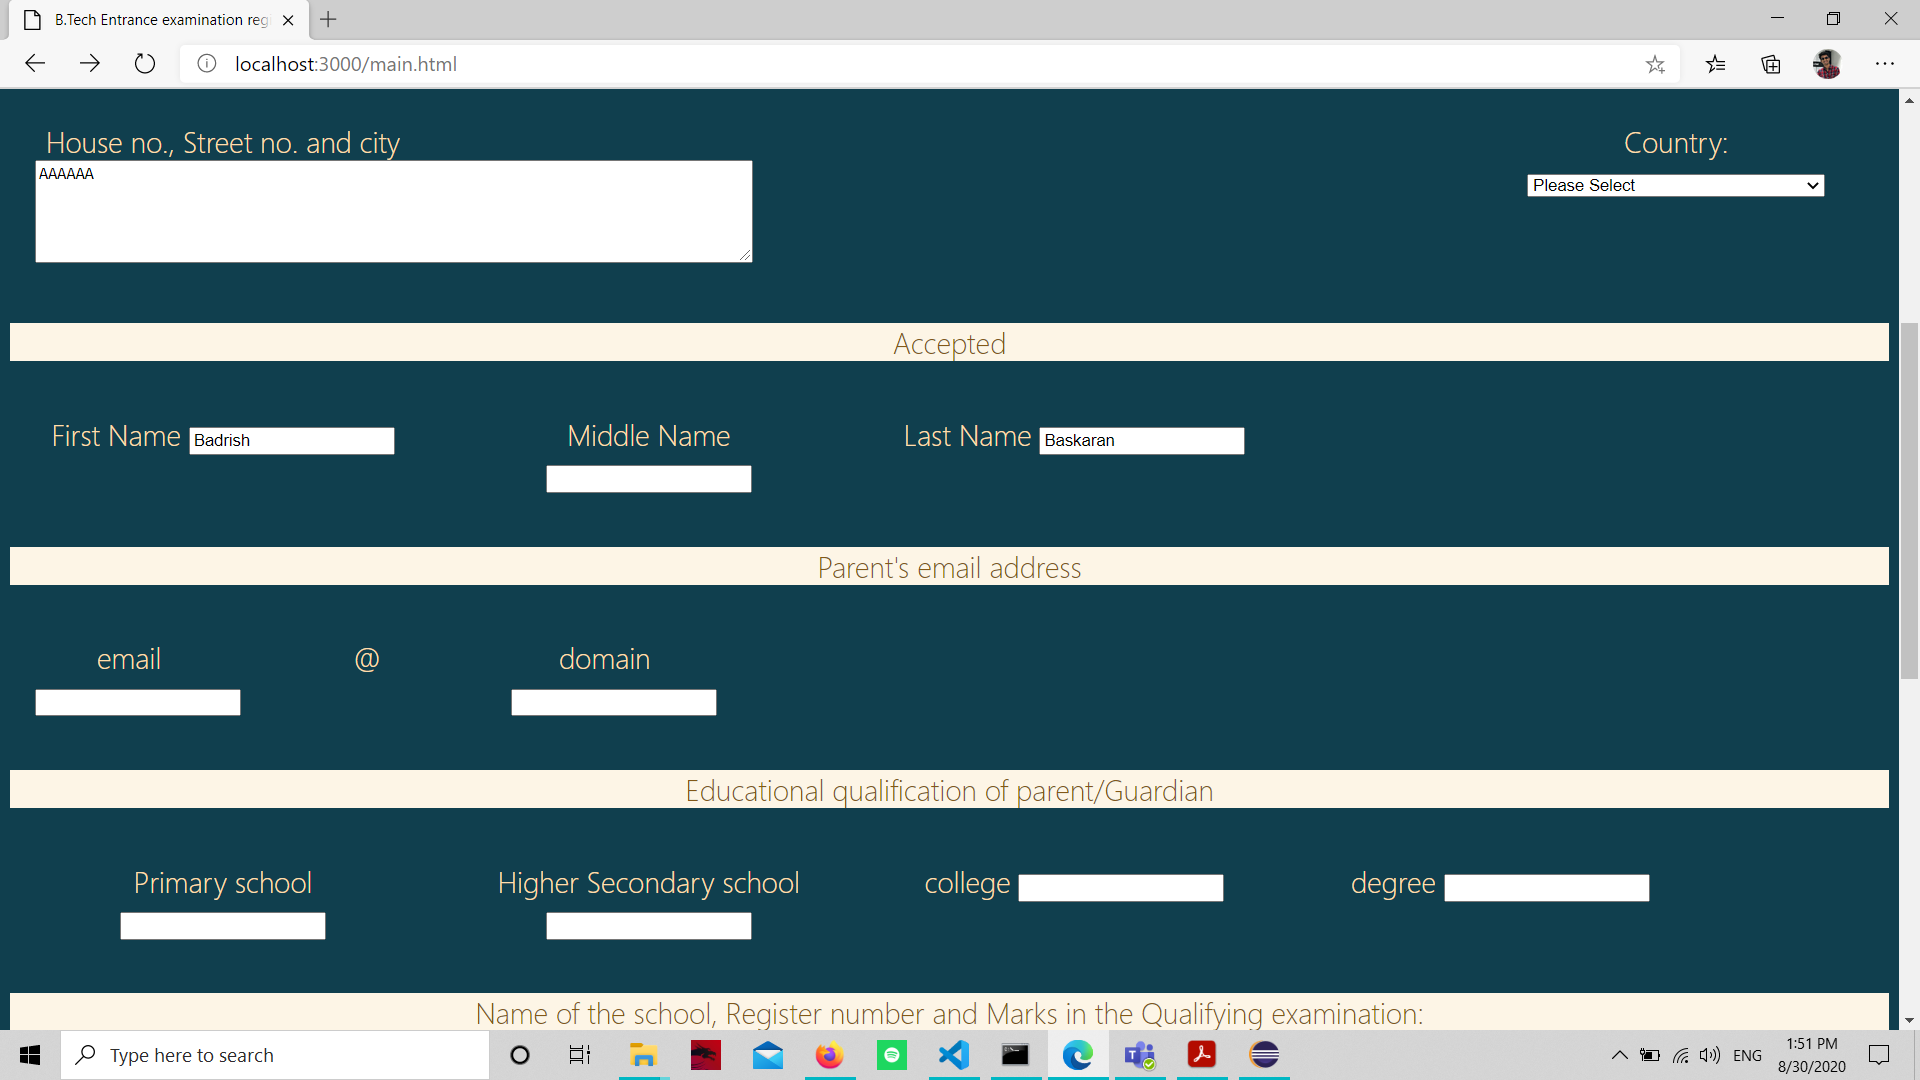 B.Tech Entrance examination reg
localhost:3000/main.html
House no., Street no. and city
Country:
AAAAAA
Please Select
Accepted
First Name Badrish
Middle Name
Last Name Baskaran
Parent's email address
email @ domain
Educational qualification of parent/Guardian
Primary school
Higher Secondary school
college
degree
Name of the school, Register number and Marks in the Qualifying examination:
Type here to search
ENG
1:51 PM
8/30/2020